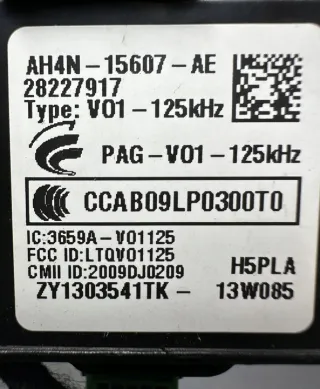 AH4N-15607-AE
28227917
Type: V01-125kHz
PAG-V01-125kHz
CCAB09LP0300T0
IC:3659A-V01125
FCC ID:LTQV01125
CMII ID:2009DJ0209
H5PLA
ZY1303541TK- 13W085